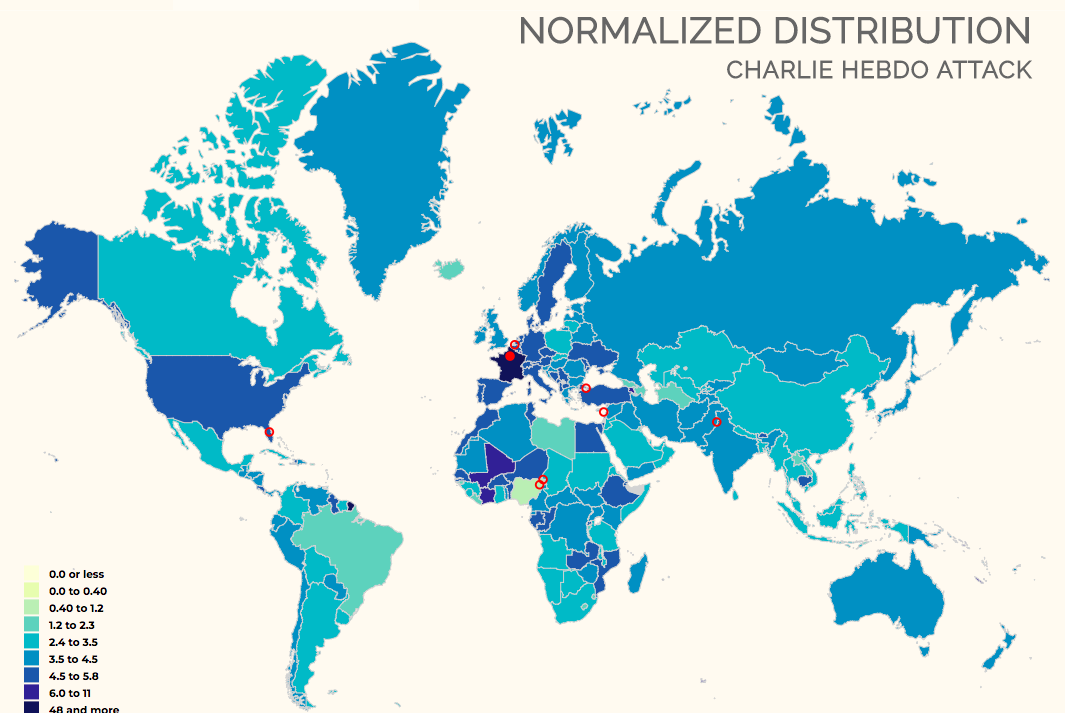 NORMALIZED DISTRIBUTION
CHARLIE HEBDO ATTACK
0.0 or less
0.0 to 0.40
0.40 to 1.2
1.2 to 2.3
2.4 to 3.5
3.5 to 4.5
4.5 to 5.8
6.0 to 11
48 and more